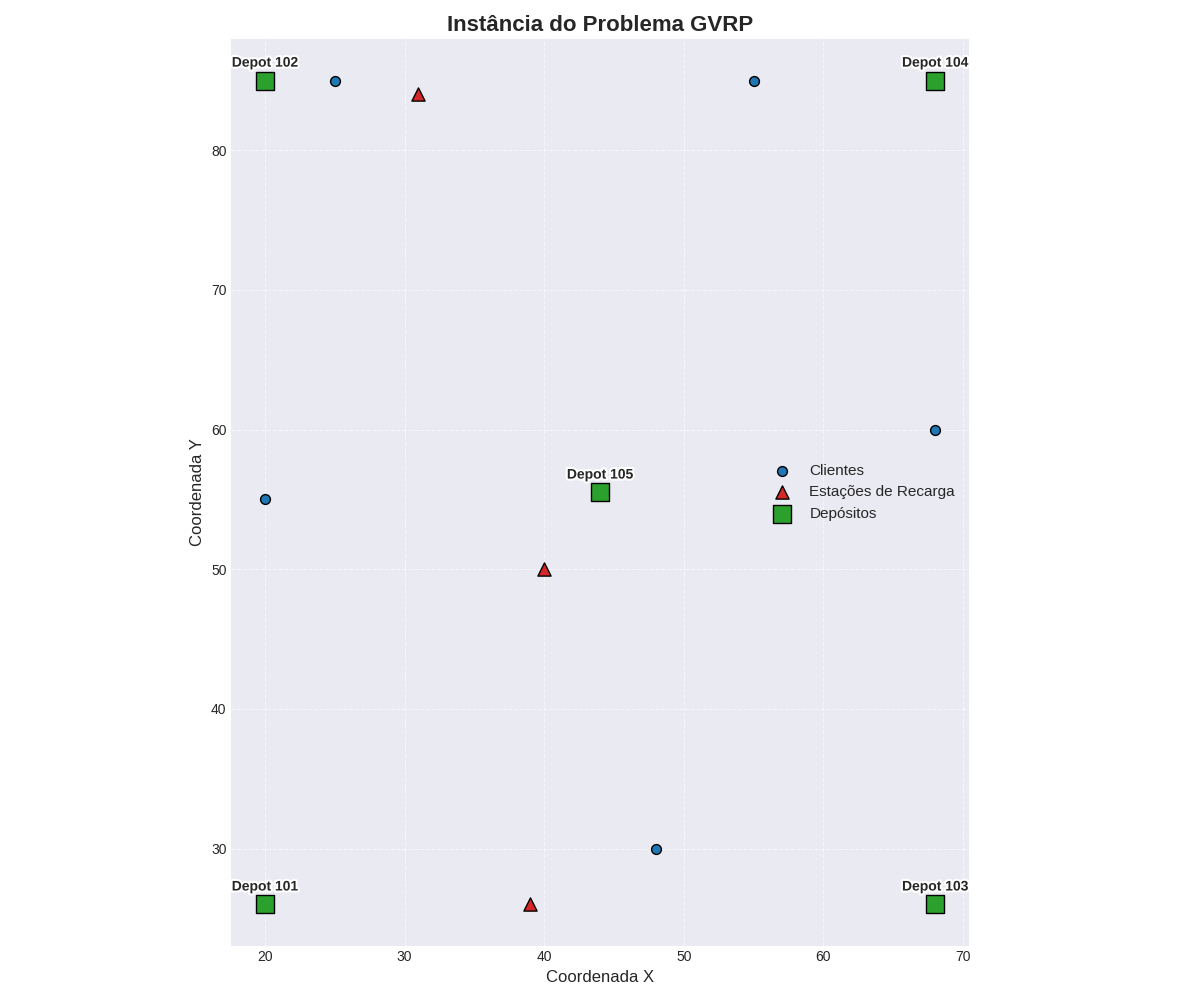 Instância do Problema GVRP
Depot 102
Depot 104
80
70
60
Depot 105
Clientes
Estações de Recarga
Depósitos
Coordenada Y
50
40
30
Depot 101
Depot 103
20
30
40
50
60
70
Coordenada X